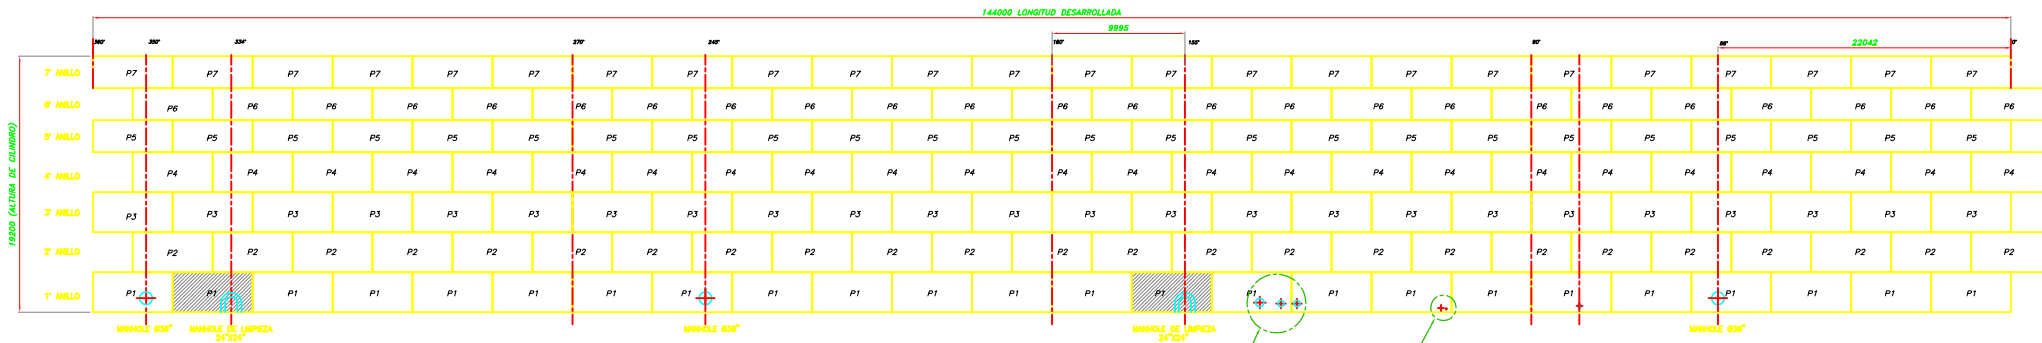 144000 LONGITUD DESARROLLADA
9995
22042
360° 350° 334° 270° 245° 180° 155° 90° 55° 0°
19200 (ALTURA DE CILINDRO)
7° ANILLO P7 P7 P7 P7 P7 P7 P7 P7 P7 P7 P7 P7 P7 P7 P7 P7 P7 P7 P7 P7 P7 P7 P7 P7
6° ANILLO P6 P6 P6 P6 P6 P6 P6 P6 P6 P6 P6 P6 P6 P6 P6 P6 P6 P6 P6 P6 P6 P6 P6 P6
5° ANILLO P5 P5 P5 P5 P5 P5 P5 P5 P5 P5 P5 P5 P5 P5 P5 P5 P5 P5 P5 P5 P5 P5 P5 P5
4° ANILLO P4 P4 P4 P4 P4 P4 P4 P4 P4 P4 P4 P4 P4 P4 P4 P4 P4 P4 P4 P4 P4 P4 P4 P4
3° ANILLO P3 P3 P3 P3 P3 P3 P3 P3 P3 P3 P3 P3 P3 P3 P3 P3 P3 P3 P3 P3 P3 P3 P3 P3
2° ANILLO P2 P2 P2 P2 P2 P2 P2 P2 P2 P2 P2 P2 P2 P2 P2 P2 P2 P2 P2 P2 P2 P2 P2 P2
1° ANILLO P1 P1 P1 P1 P1 P1 P1 P1 P1 P1 P1 P1 P1 P1 P1 P1 P1 P1 P1 P1 P1 P1 P1 P1
MANHOLE Ø36"
MANHOLE DE LIMPIEZA
24"X24"
MANHOLE Ø36"
MANHOLE DE LIMPIEZA
24"X24"
MANHOLE Ø36"